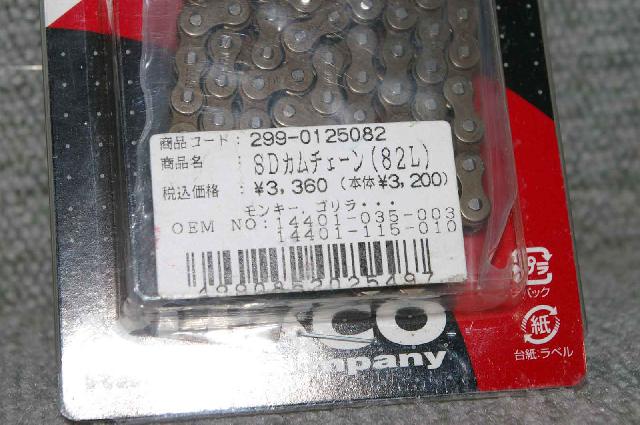 商品コード: 299-0125082
商品名 : SDカムチェーン(82L)
税込価格 : ¥3,360 (本体¥3,200)
モンキー, ゴリラ・・・
OEM NO:14401-035-003
14401-115-010
プラ
パック
紙
台紙:ラベル